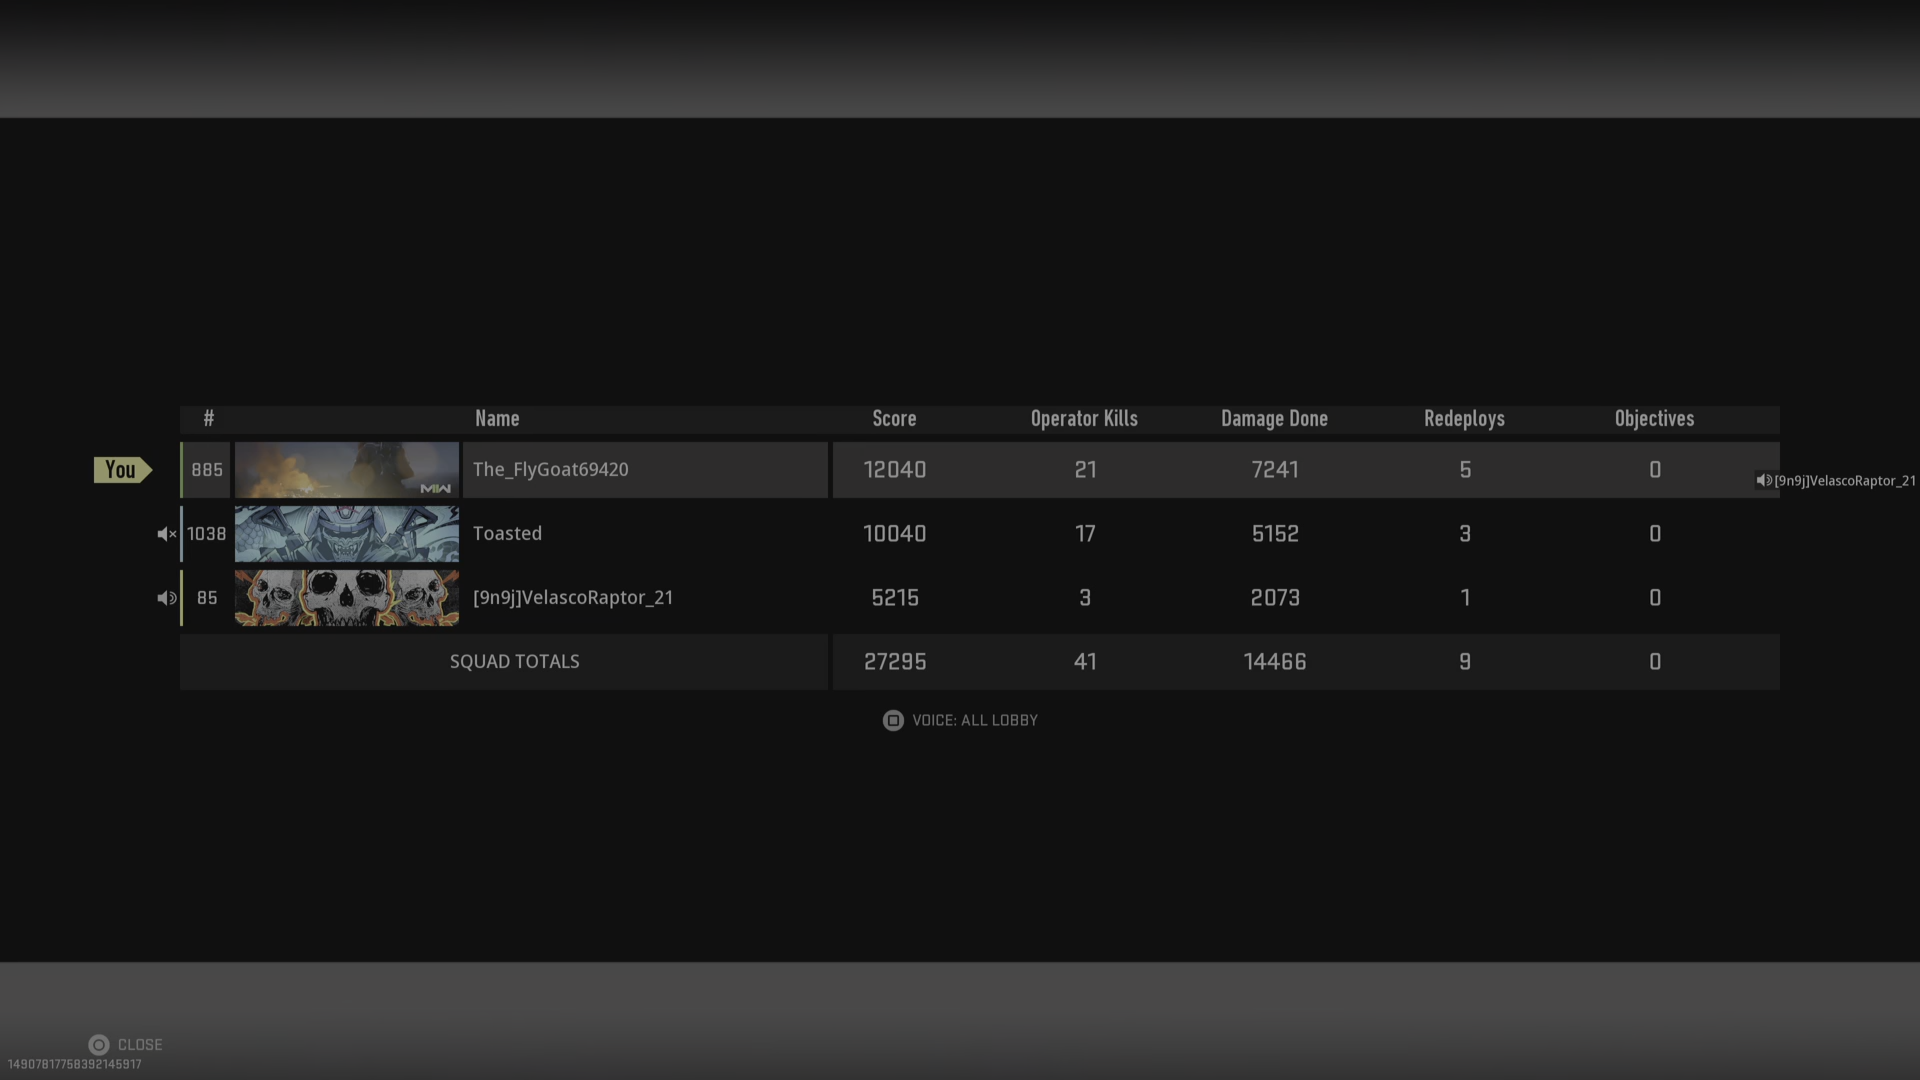 # Name Score Operator Kills Damage Done Redeploys Objectives
You 885 MW The_FlyGoat69420 12040 21 7241 5 0
[9n9j]VelascoRaptor_21
1038 Toasted 10040 17 5152 3 0
85 [9n9j]VelascoRaptor_21 5215 3 2073 1 0
SQUAD TOTALS 27295 41 14466 9 0
VOICE: ALL LOBBY
CLOSE
14907817758392145917